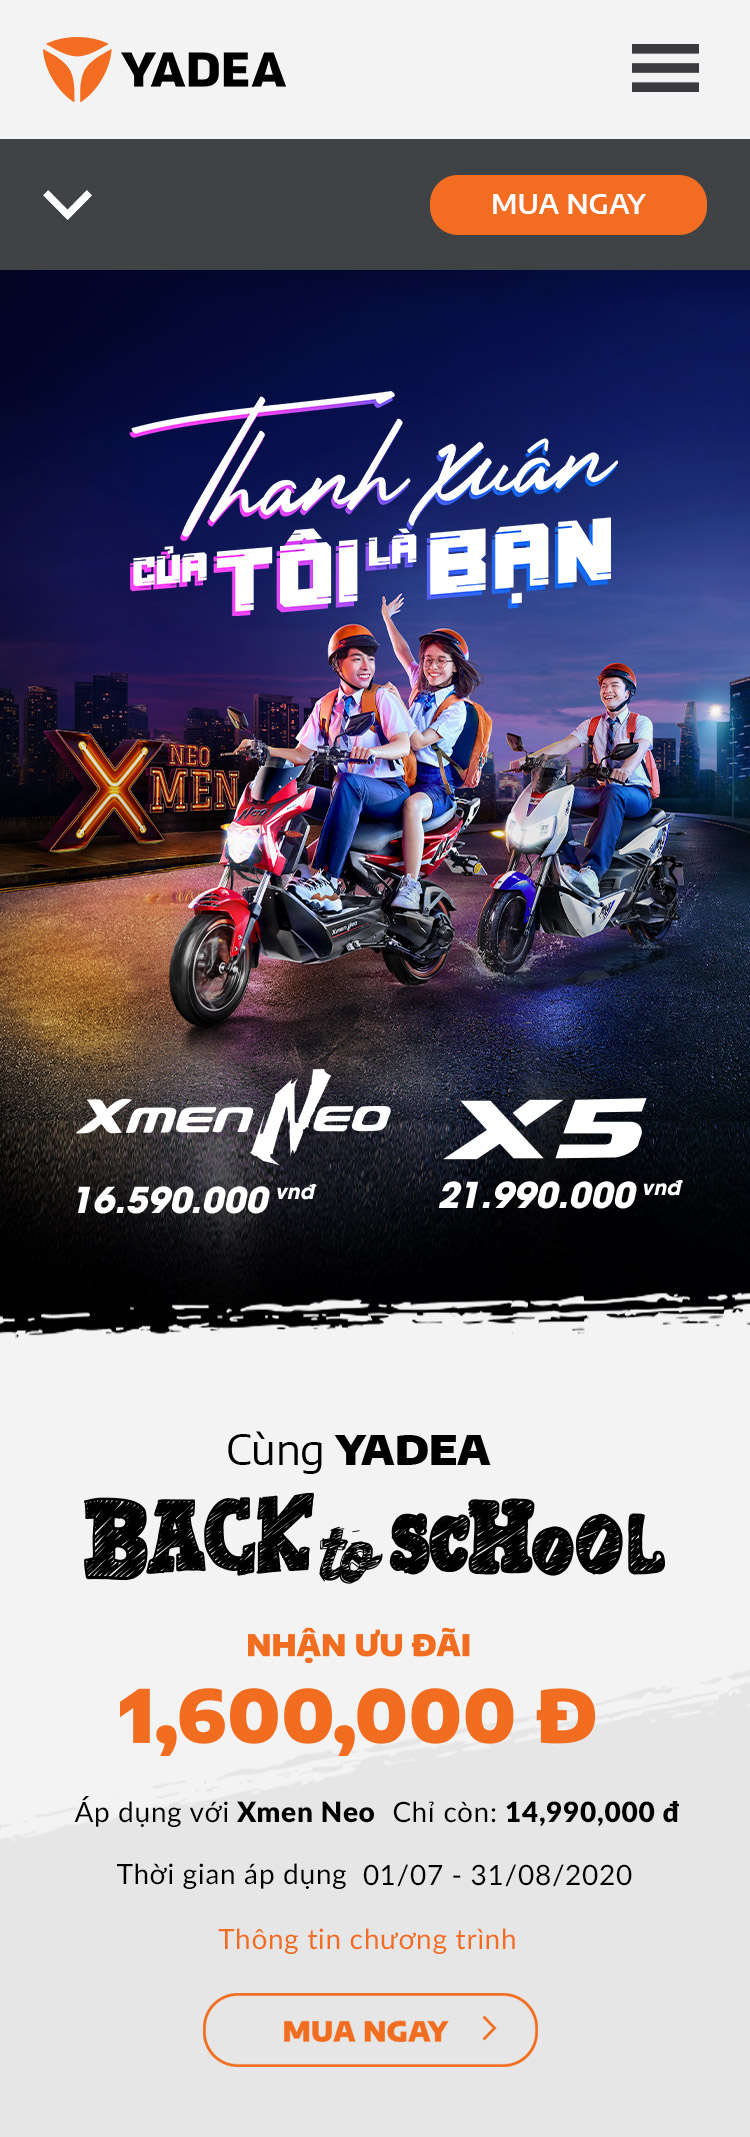 YADEA
MUA NGAY
Thanh xuân
CỦA TÔI LÀ BẠN
NEO
XMEN
Neo
Xmen Neo
Xmen Neo
16.590.000 vnđ
X5
21.990.000 vnđ
Cùng YADEA
BACK to SCHOOL
NHẬN ƯU ĐÃI
1,600,000 Đ
Áp dụng với Xmen Neo Chỉ còn: 14,990,000 đ
Thời gian áp dụng 01/07 - 31/08/2020
Thông tin chương trình
MUA NGAY